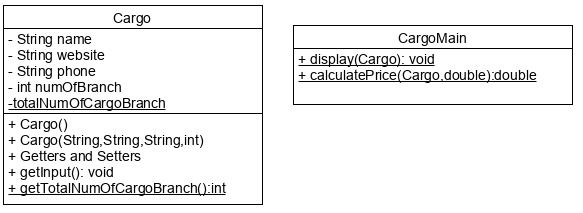 Cargo
- String name
- String website
- String phone
- int numOfBranch
-totalNumOfCargoBranch
+ Cargo()
+ Cargo(String,String,String,int)
+ Getters and Setters
+ getInput(): void
+ getTotalNumOfCargoBranch():int
CargoMain
+ display(Cargo): void
+ calculatePrice(Cargo,double):double